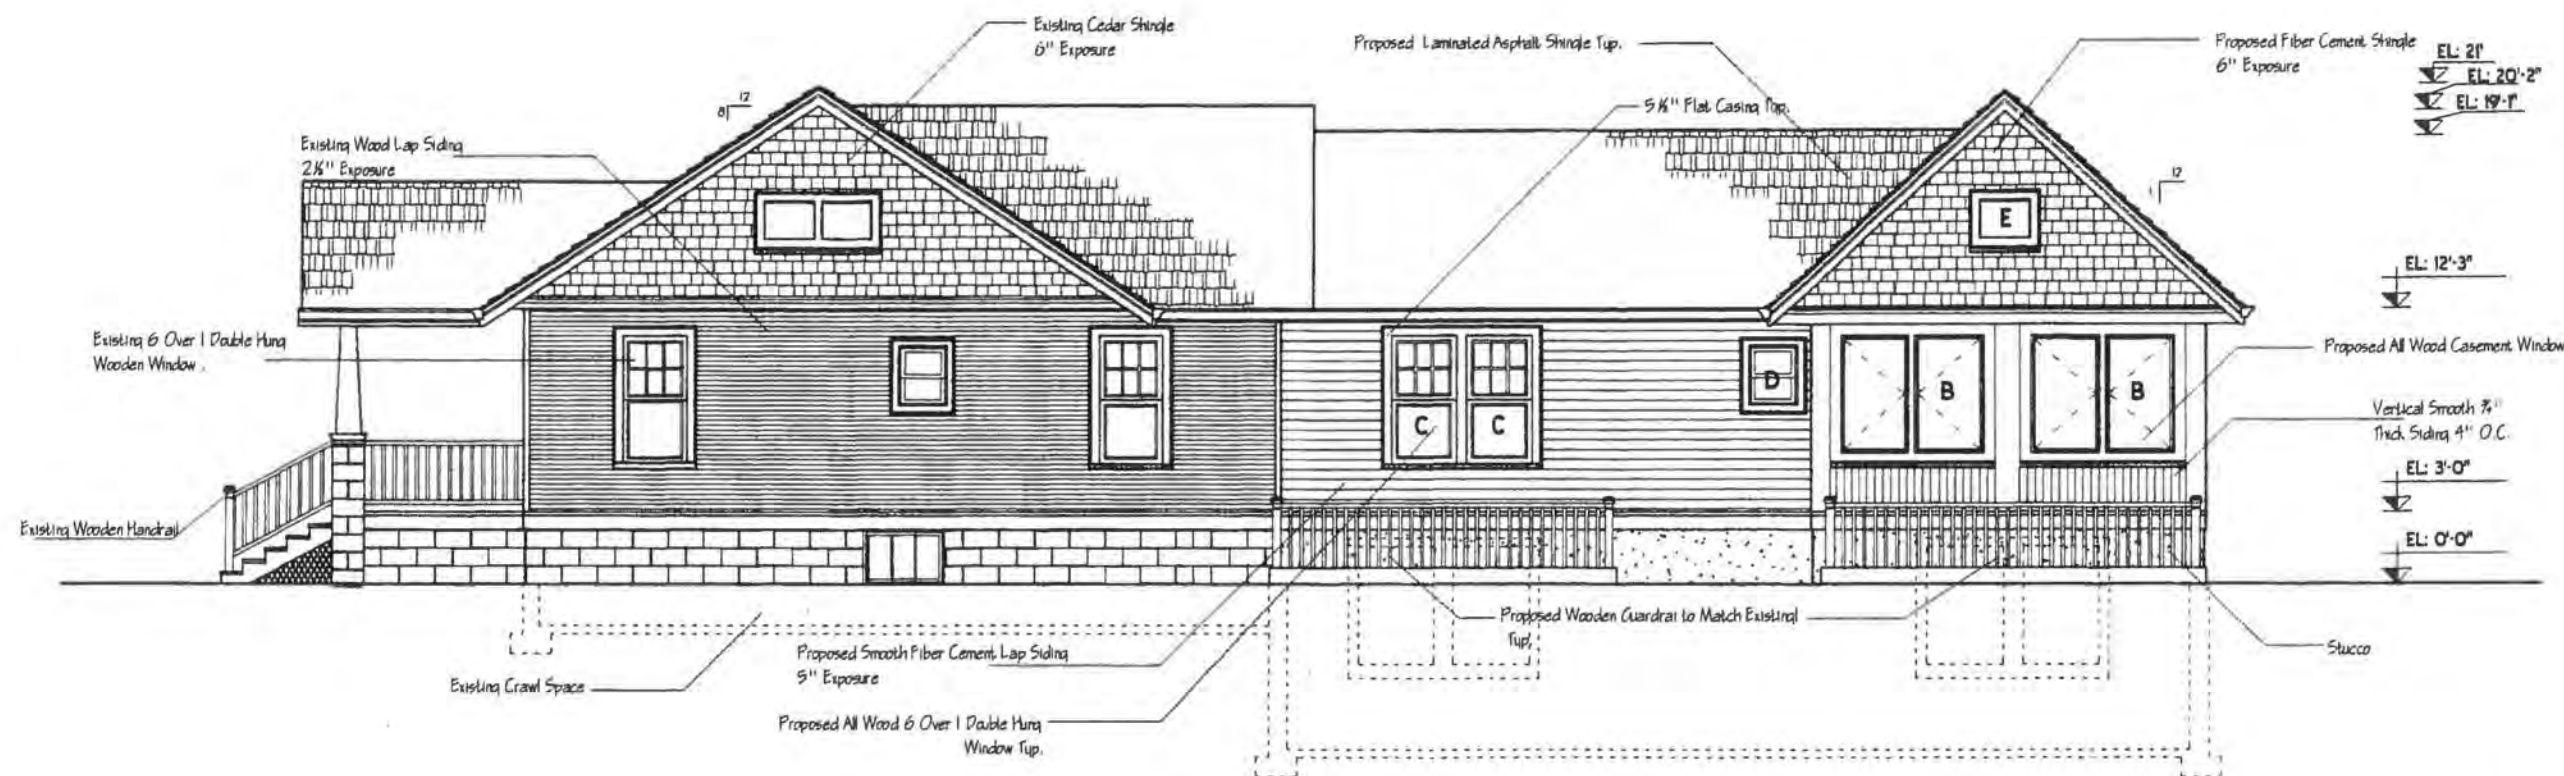 Existing Cedar Shingle
6" Exposure
Proposed Laminated Asphalt Shingle Typ.
Proposed Fiber Cement Shingle
6" Exposure
EL: 21'
EL: 20'-2"
EL: 19'-1"
12
8
5 ½" Flat Casing Typ.
Existing Wood Lap Siding
2½" Exposure
12
E
EL: 12'-3"
Existing 6 Over 1 Double Hung
Wooden Window
Proposed All Wood Casement Window
D
B
B
C
C
Vertical Smooth ¾"
Thick Siding 4" O.C.
EL: 3'-0"
Existing Wooden Handrail
EL: 0'-0"
Proposed Wooden Guardrai to Match Existingl
Typ.
Stucco
Proposed Smooth Fiber Cement Lap Siding
5" Exposure
Existing Crawl Space
Proposed All Wood 6 Over 1 Double Hung
Window Typ.